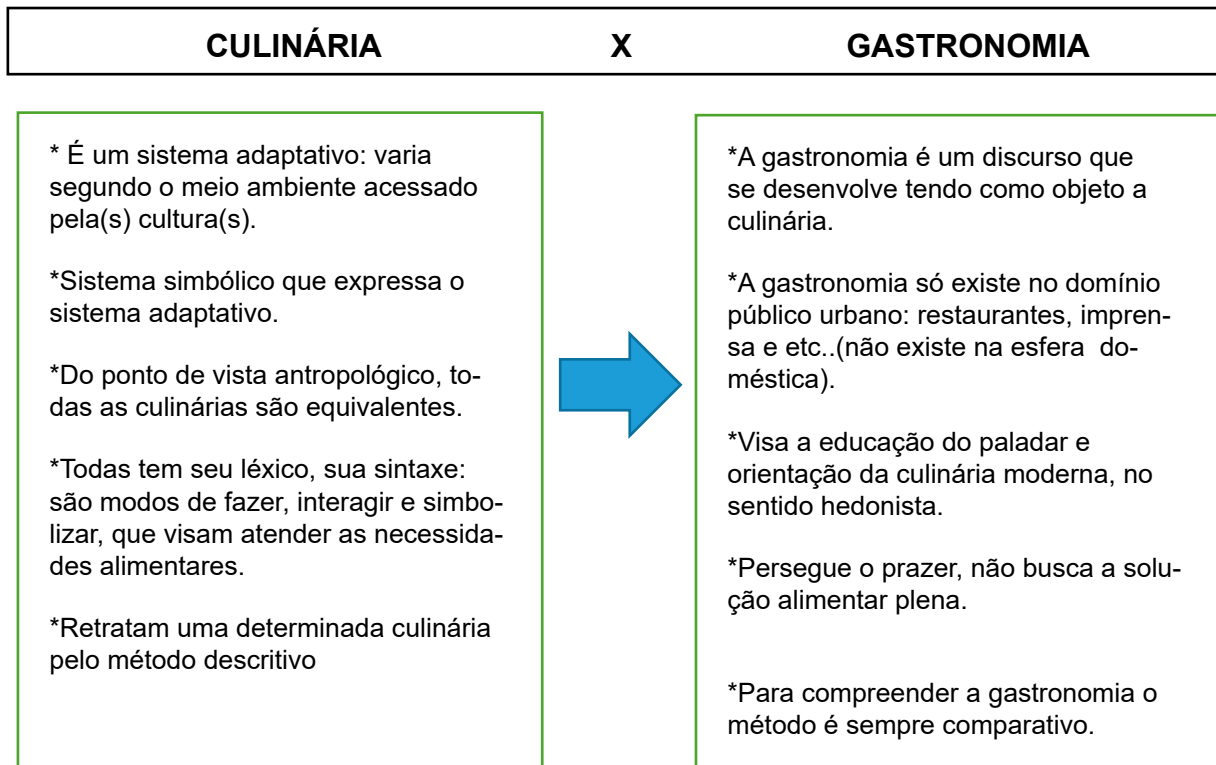 CULINÁRIA X GASTRONOMIA
* É um sistema adaptativo: varia
segundo o meio ambiente acessado
pela(s) cultura(s).
*Sistema simbólico que expressa o
sistema adaptativo.
*Do ponto de vista antropológico, to-
das as culinárias são equivalentes.
*Todas tem seu léxico, sua sintaxe:
são modos de fazer, interagir e simbo-
lizar, que visam atender as necessida-
des alimentares.
*Retratam uma determinada culinária
pelo método descritivo
*A gastronomia é um discurso que
se desenvolve tendo como objeto a
culinária.
*A gastronomia só existe no domínio
público urbano: restaurantes, impren-
sa e etc..(não existe na esfera do-
méstica).
*Visa a educação do paladar e
orientação da culinária moderna, no
sentido hedonista.
*Persegue o prazer, não busca a solu-
ção alimentar plena.
*Para compreender a gastronomia o
método é sempre comparativo.